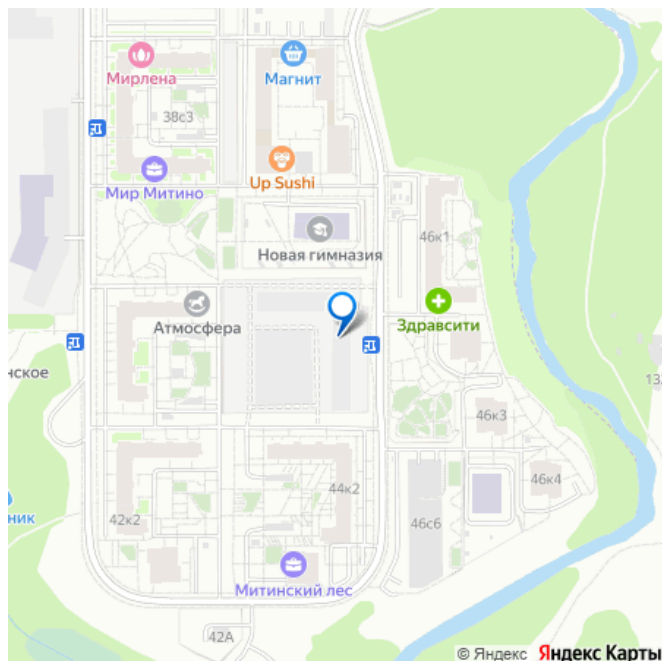 Мирлена
Магнит
38с3
Мир Митино
Up Sushi
46к1
Новая гимназия
Атмосфера
Здравсити
нское
13
46к3
44к2
46к4
ник
42к2
46с6
Митинский лес
42А
© Яндекс Яндекс Карты